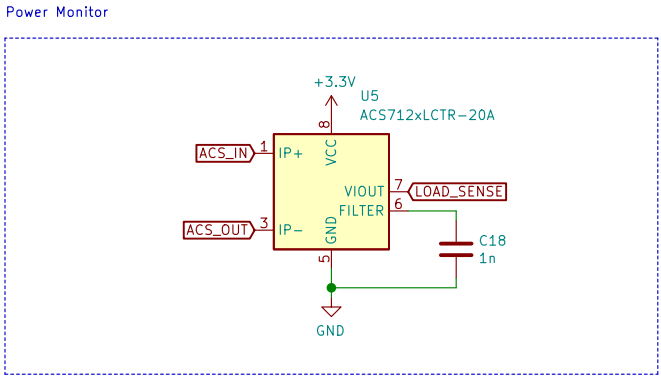 Power Monitor
+3.3V
U5
ACS712xLCTR-20A
8
VCC
ACS_IN
1
IP+
VIOUT
7
LOAD_SENSE
FILTER
6
ACS_OUT
3
IP-
GND
5
C18
1n
GND